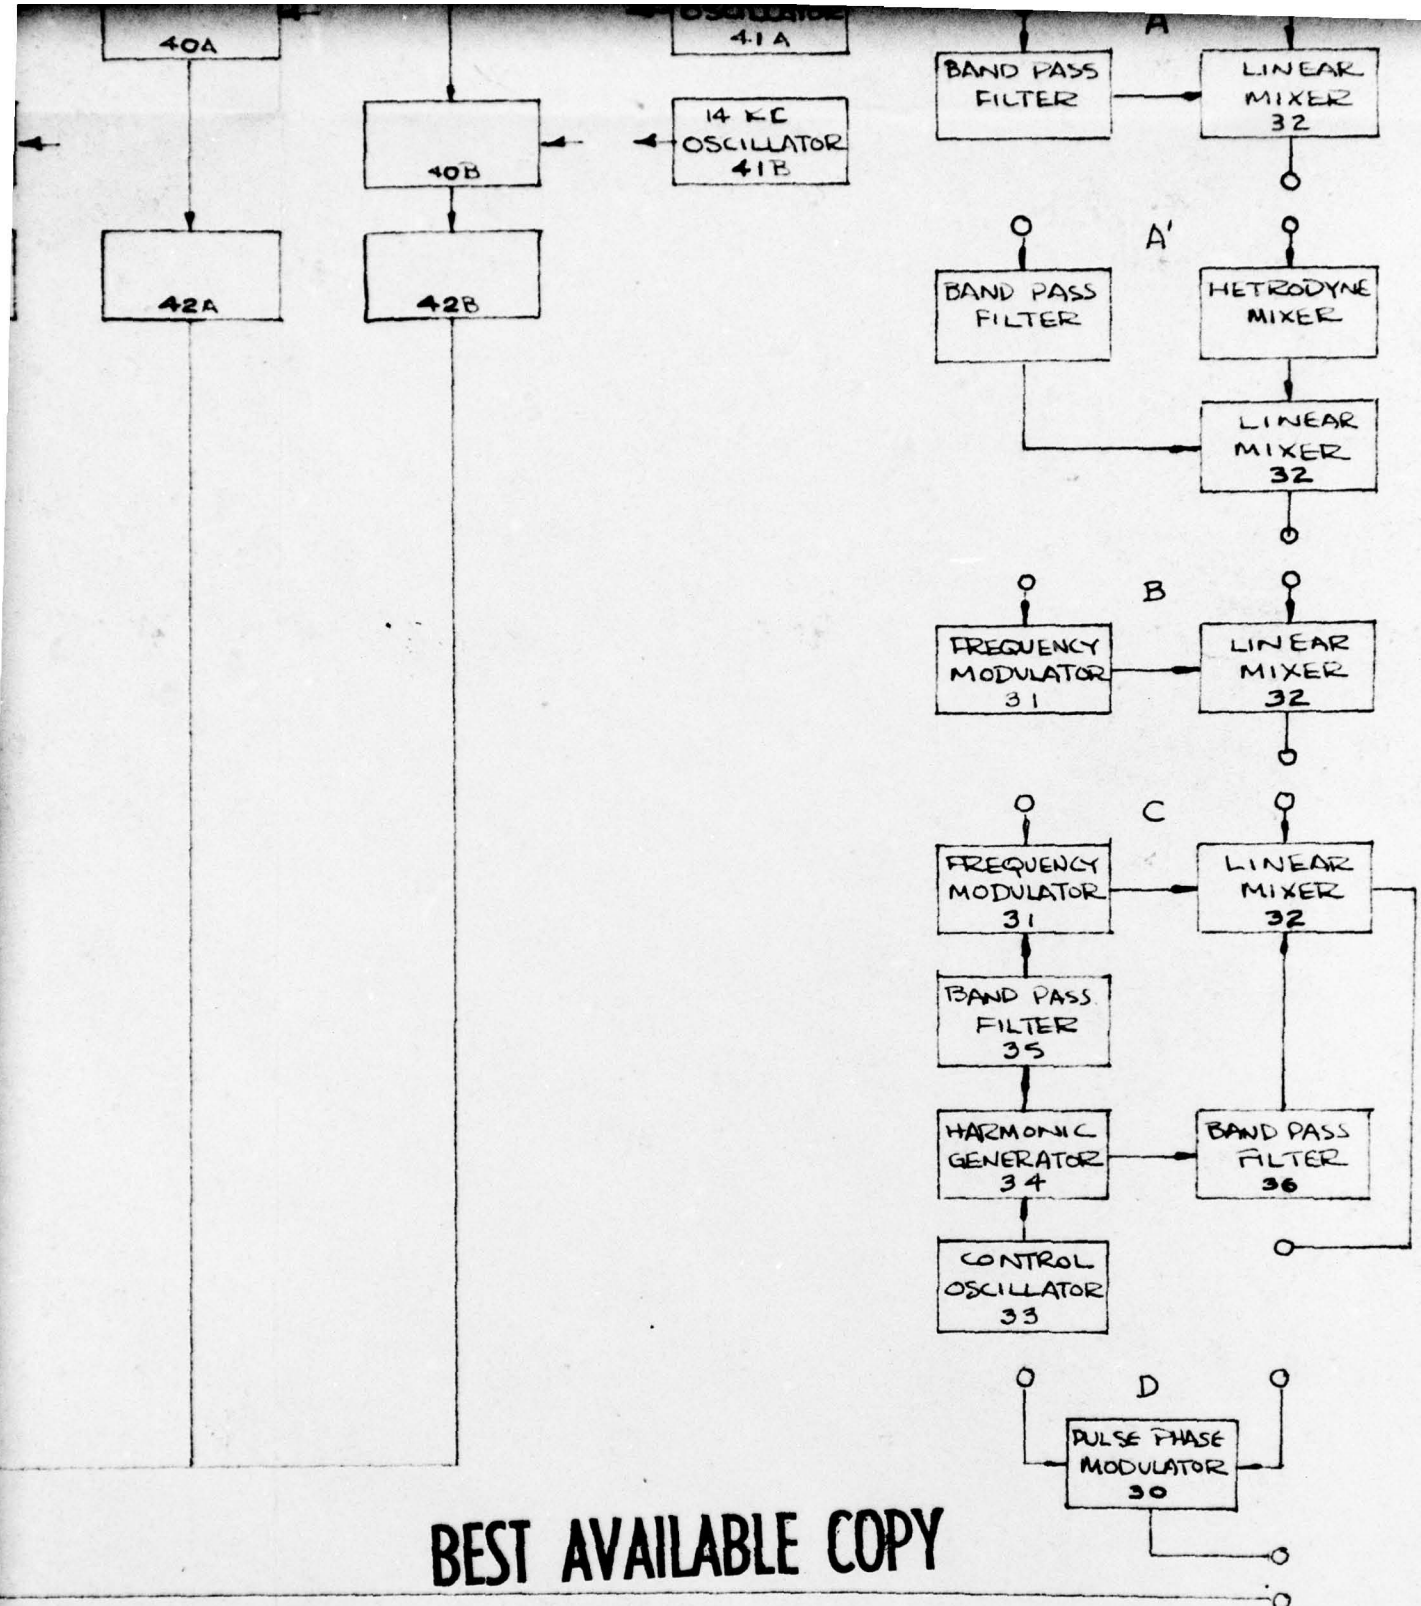 40A
OSCILLATOR
41A
A
BAND PASS
FILTER
LINEAR
MIXER
32
40B
14 KC
OSCILLATOR
41B
42A
42B
A'
BAND PASS
FILTER
HETRODYNE
MIXER
LINEAR
MIXER
32
B
FREQUENCY
MODULATOR
31
LINEAR
MIXER
32
C
FREQUENCY
MODULATOR
31
LINEAR
MIXER
32
BAND PASS
FILTER
35
HARMONIC
GENERATOR
34
BAND PASS
FILTER
36
CONTROL
OSCILLATOR
33
D
PULSE PHASE
MODULATOR
30
BEST AVAILABLE COPY